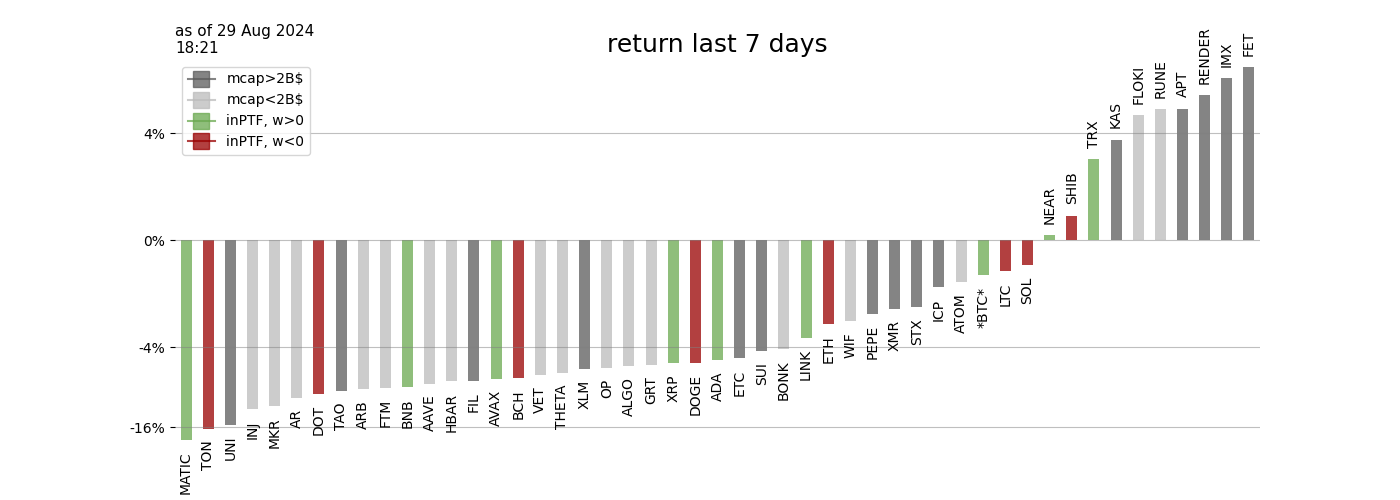 as of 29 Aug 2024
18:21
return last 7 days
mcap>2B$
mcap<2B$
inPTF, w>0
inPTF, w<0
4%
0%
-4%
-16%
MATIC
TON
UNI
INJ
MKR
AR
DOT
TAO
ARB
FTM
BNB
AAVE
HBAR
FIL
AVAX
BCH
VET
THETA
XLM
OP
ALGO
GRT
XRP
DOGE
ADA
ETC
SUI
BONK
LINK
ETH
WIF
PEPE
XMR
STX
ICP
ATOM
*BTC*
LTC
SOL
NEAR
SHIB
TRX
KAS
FLOKI
RUNE
APT
RENDER
IMX
FET